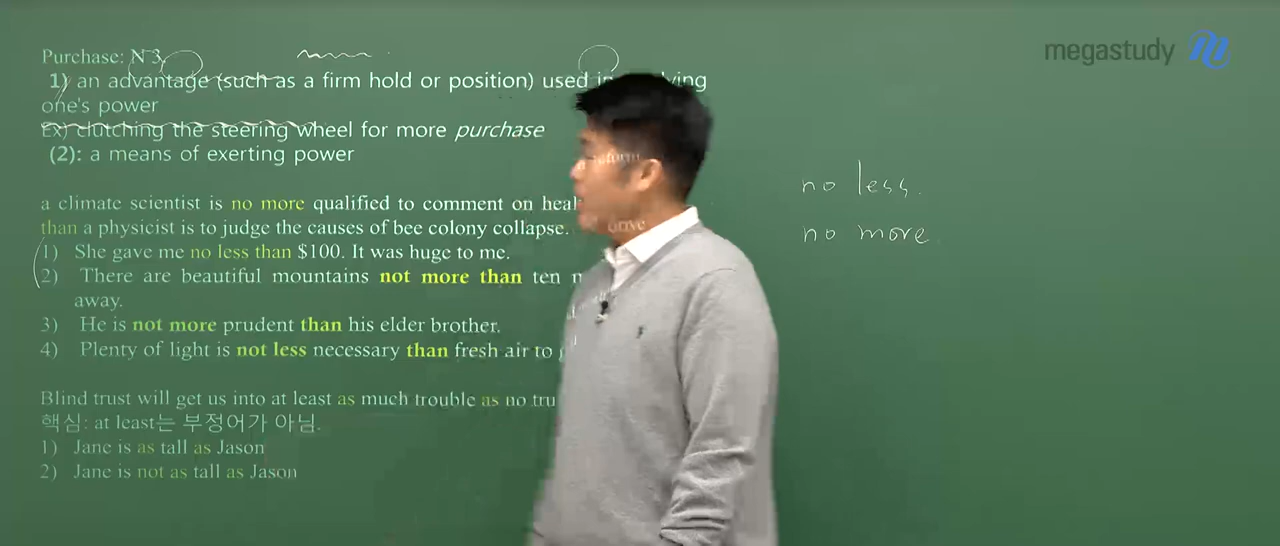 megastudy
Purchase: N 3.
1) an advantage (such as a firm hold or position) used in
one's power
Ex) clutching the steering wheel for more purchase
(2): a means of exerting power
a climate scientist is no more qualified to comment on
than a physicist is to judge the causes of bee colony collapse.
1) She gave me no less than $100. It was huge to me.
2) There are beautiful mountains not more than ten
away.
3) He is not more prudent than his elder brother.
4) Plenty of light is not less necessary than fresh air to
Blind trust will get us into at least as much trouble as no
핵심: at least는 부정어가 아님.
1) Jane is as tall as Jason
2) Jane is not as tall as Jason
no less.
no more.